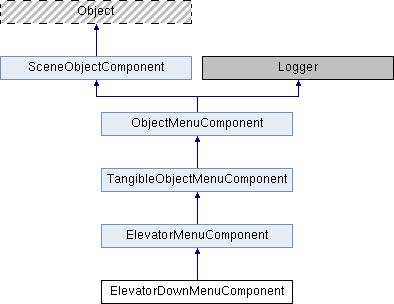 Object
SceneObjectComponent
Logger
ObjectMenuComponent
TangibleObjectMenuComponent
ElevatorMenuComponent
ElevatorDownMenuComponent